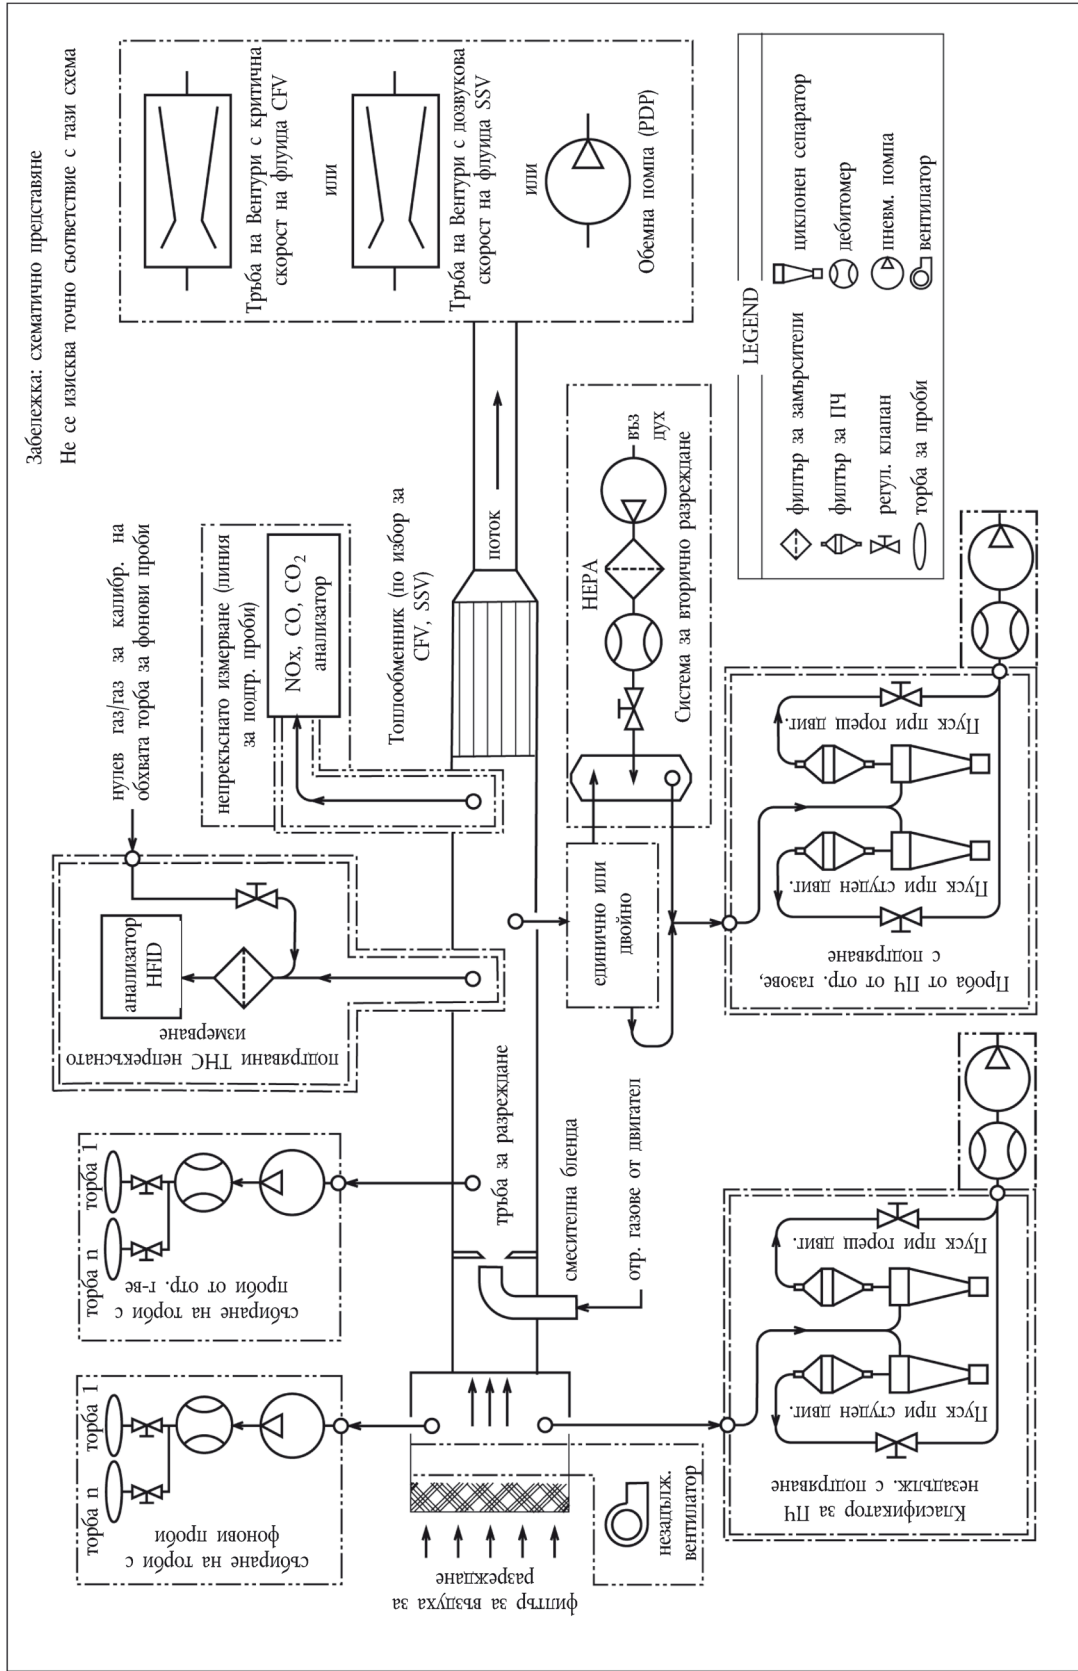 Забележка: схематично представяне
Не се изисква точно съответствие с тази схема
Тръба на Вентури с критична
скорост на флуида CFV
или
Тръба на Вентури с дозвукова
скорост на флуида SSV
или
Обемна помпа (PDP)
LEGEND
филтър за замърсители
циклонен сепаратор
филтър за ПЧ
дебитомер
регул. клапан
пневм. помпа
торба за проби
вентилатор
нулев газ/газ за калибр. на
обхвата торба за фонови проби
непрекъснато измерване (линия
за подгр. проби)
NOx, CO, CO2
анализатор
Топлообменник (по избор за
CFV, SSV)
поток
анализатор
HFID
подгрявани ТНС непрекъснато
измерване
HEPA
въз
дух
Система за вторично разреждане
единично или
двойно
торба n
торба 1
събиране на торби с
проби от отр. г-ве
торба n
торба 1
събиране на торби с
фонови проби
тръба за разреждане
смесителна бленда
отр. газове от двигател
филтър за въздуха за
разреждане
незадълж.
вентилатор
Проба от ПЧ от отр. газове,
с подгряване
Пуск при студен двиг.
Пуск при горещ двиг.
Класификатор за ПЧ
незадълж. с подгряване
Пуск при студен двиг.
Пуск при горещ двиг.